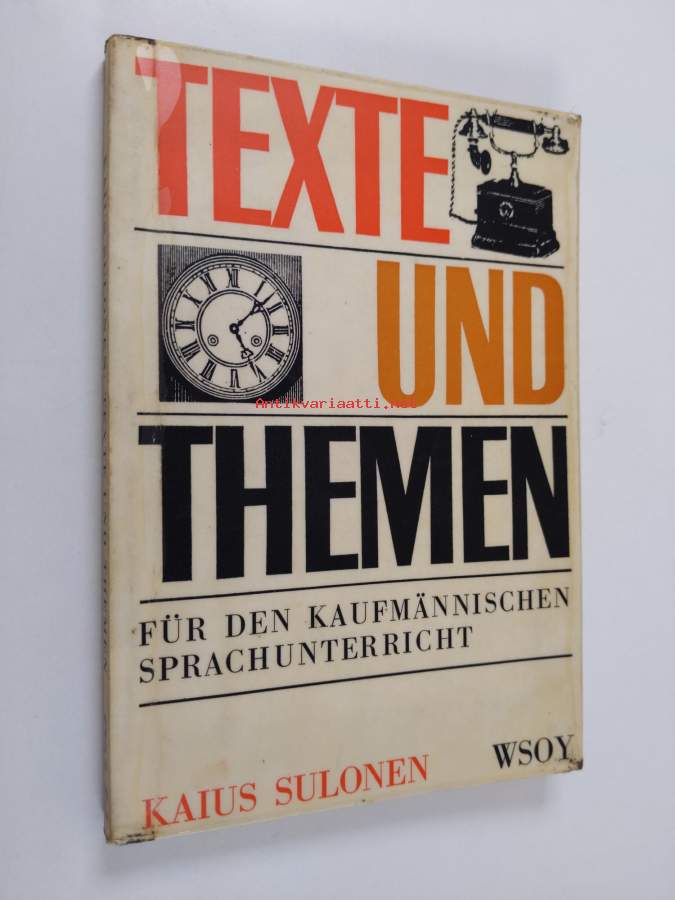 TEXTE
UND
Antikvariaatti.net
THEMEN
FÜR DEN KAUFMÄNNISCHEN
SPRACHUNTERRICHT
WSOY
KAIUS SULONEN